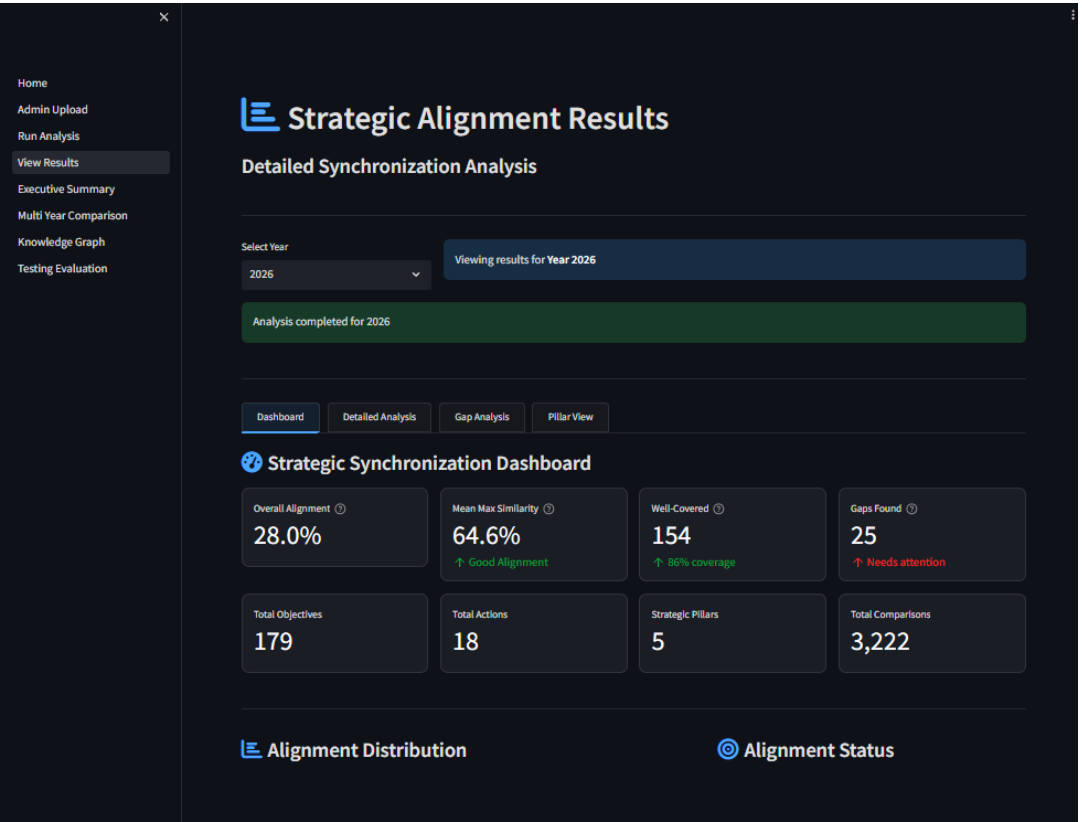 Home
Admin Upload
Run Analysis
View Results
Executive Summary
Multi Year Comparison
Knowledge Graph
Testing Evaluation
Strategic Alignment Results
Detailed Synchronization Analysis
Select Year
2026
Viewing results for Year 2026
Analysis completed for 2026
Dashboard
Detailed Analysis
Gap Analysis
Pillar View
Strategic Synchronization Dashboard
Overall Alignment
28.0%
Mean Max Similarity
64.6%
↑ Good Alignment
Well-Covered
154
↑ 86% coverage
Gaps Found
25
↑ Needs attention
Total Objectives
179
Total Actions
18
Strategic Pillars
5
Total Comparisons
3,222
Alignment Distribution
Alignment Status